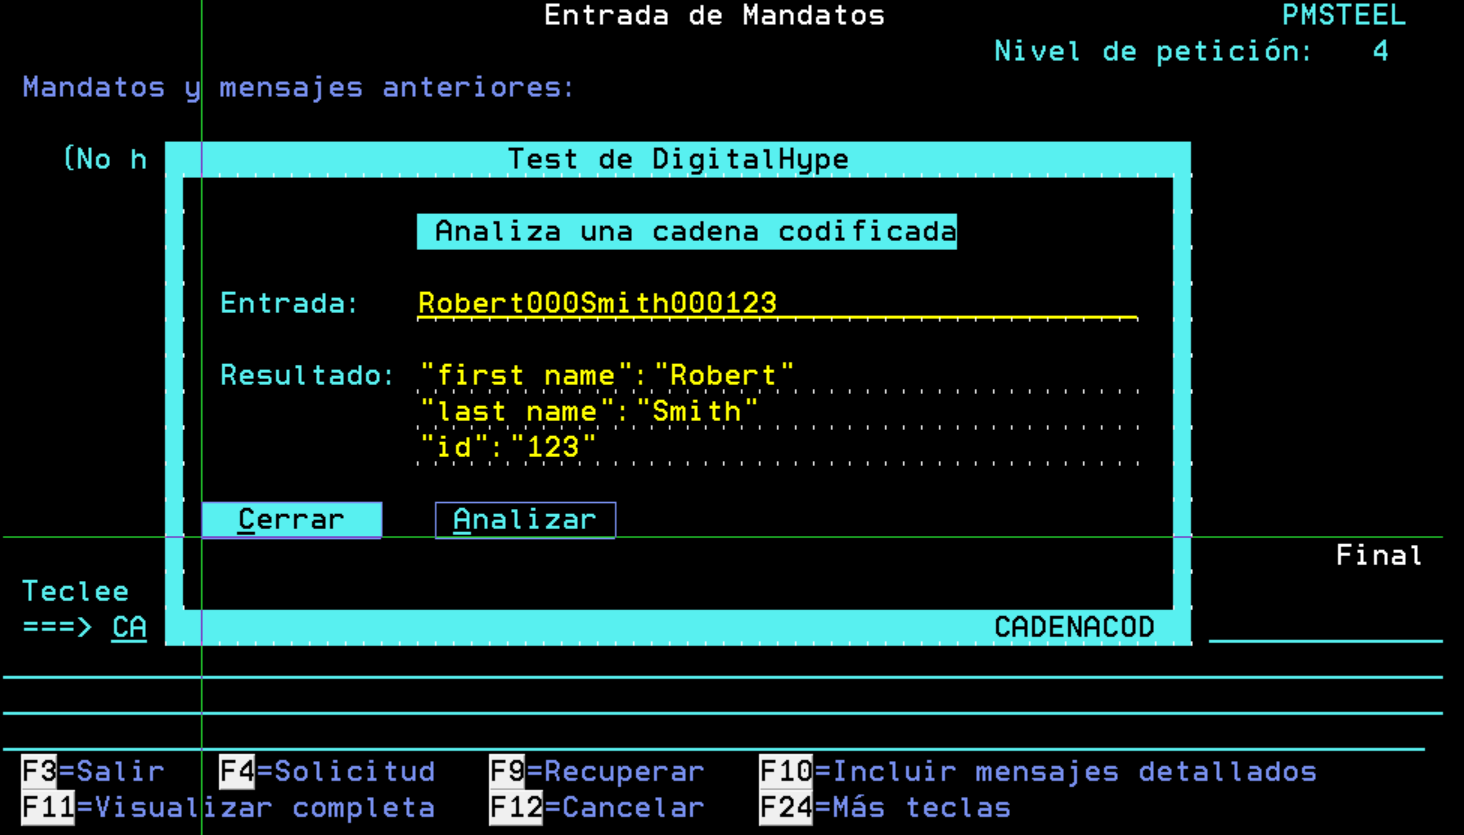 Entrada de Mandatos PMSTEEL
Nivel de petición: 4
Mandatos y mensajes anteriores:
(No h
Test de DigitalHype
Analiza una cadena codificada
Entrada: Robert000Smith000123
Resultado: "first name":"Robert"
"last name":"Smith"
"id":"123"
Cerrar Analizar
Final
Teclee
===> CA
CADENACOD
F3=Salir F4=Solicitud F9=Recuperar F10=Incluir mensajes detallados
F11=Visualizar completa F12=Cancelar F24=Más teclas